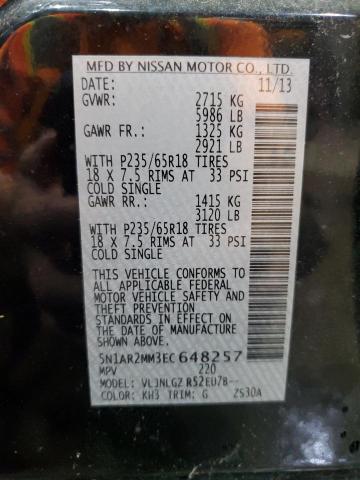 MFD BY NISSAN MOTOR CO., LTD.
DATE: 11/13
GVWR: 2715 KG
5986 LB
GAWR FR.: 1325 KG
2921 LB
WITH P235/65R18 TIRES
18 X 7.5 RIMS AT 33 PSI
COLD SINGLE
GAWR RR.: 1415 KG
3120 LB
WITH P235/65R18 TIRES
18 X 7.5 RIMS AT 33 PSI
COLD SINGLE
THIS VEHICLE CONFORMS TO
ALL APPLICABLE FEDERAL
MOTOR VEHICLE SAFETY AND
THEFT PREVENTION
STANDARDS IN EFFECT ON
THE DATE OF MANUFACTURE
SHOWN ABOVE.
5N1AR2MM3EC648257
MPV 220
MODEL: VLJNLGZ R52EU7B--
COLOR: KH3 TRIM: G ZS30A